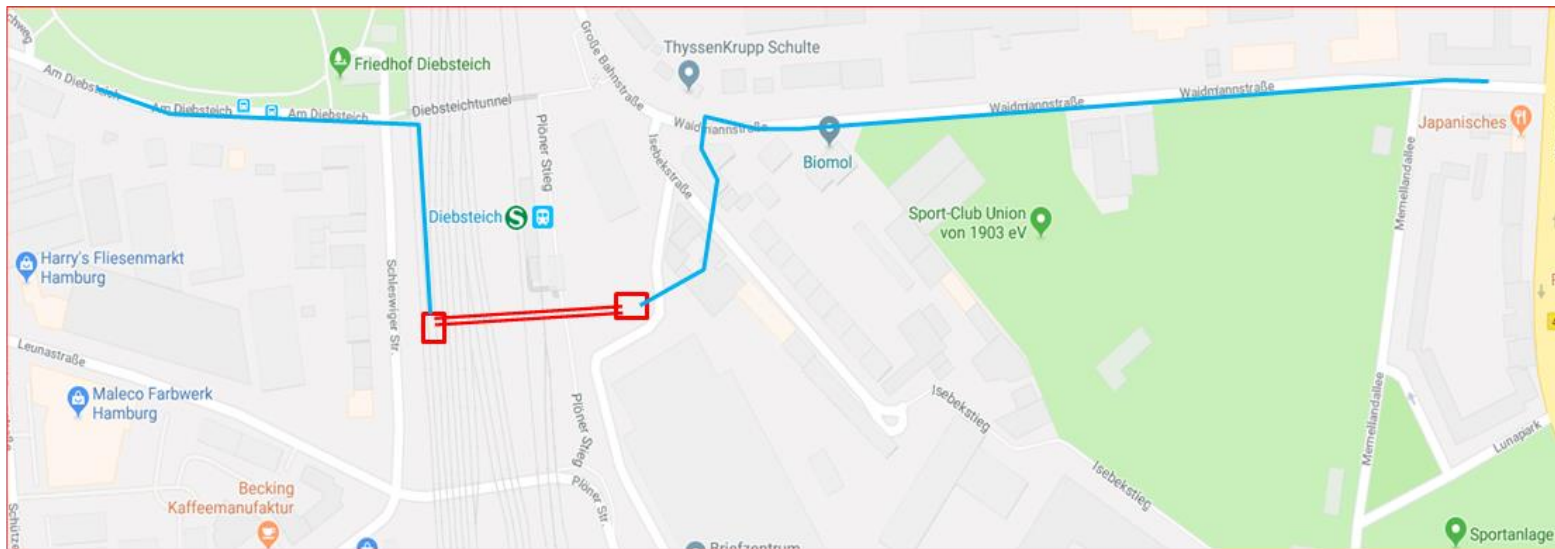 Am Diebsteich
Am Diebsteich
Am Diebsteich
Friedhof Diebsteich
Diebsteichtunnel
Große Bahnstraße
ThyssenKrupp Schulte
Waidmannstraße
Waidmannstraße
Waidmannstraße
Biomol
Japanisches
Plöner Stieg
Isebekstraße
Memellandallee
Diebsteich
S
Sport-Club Union
von 1903 eV
Harry's Fliesenmarkt
Hamburg
Schleswiger Str.
Leunastraße
Maleco Farbwerk
Hamburg
Plöner Stieg
Isebekstieg
Memellandallee
Lunapark
Isebekstieg
Becking
Kaffeemanufaktur
Plöner Str.
Sportanlage
Briefzentrum